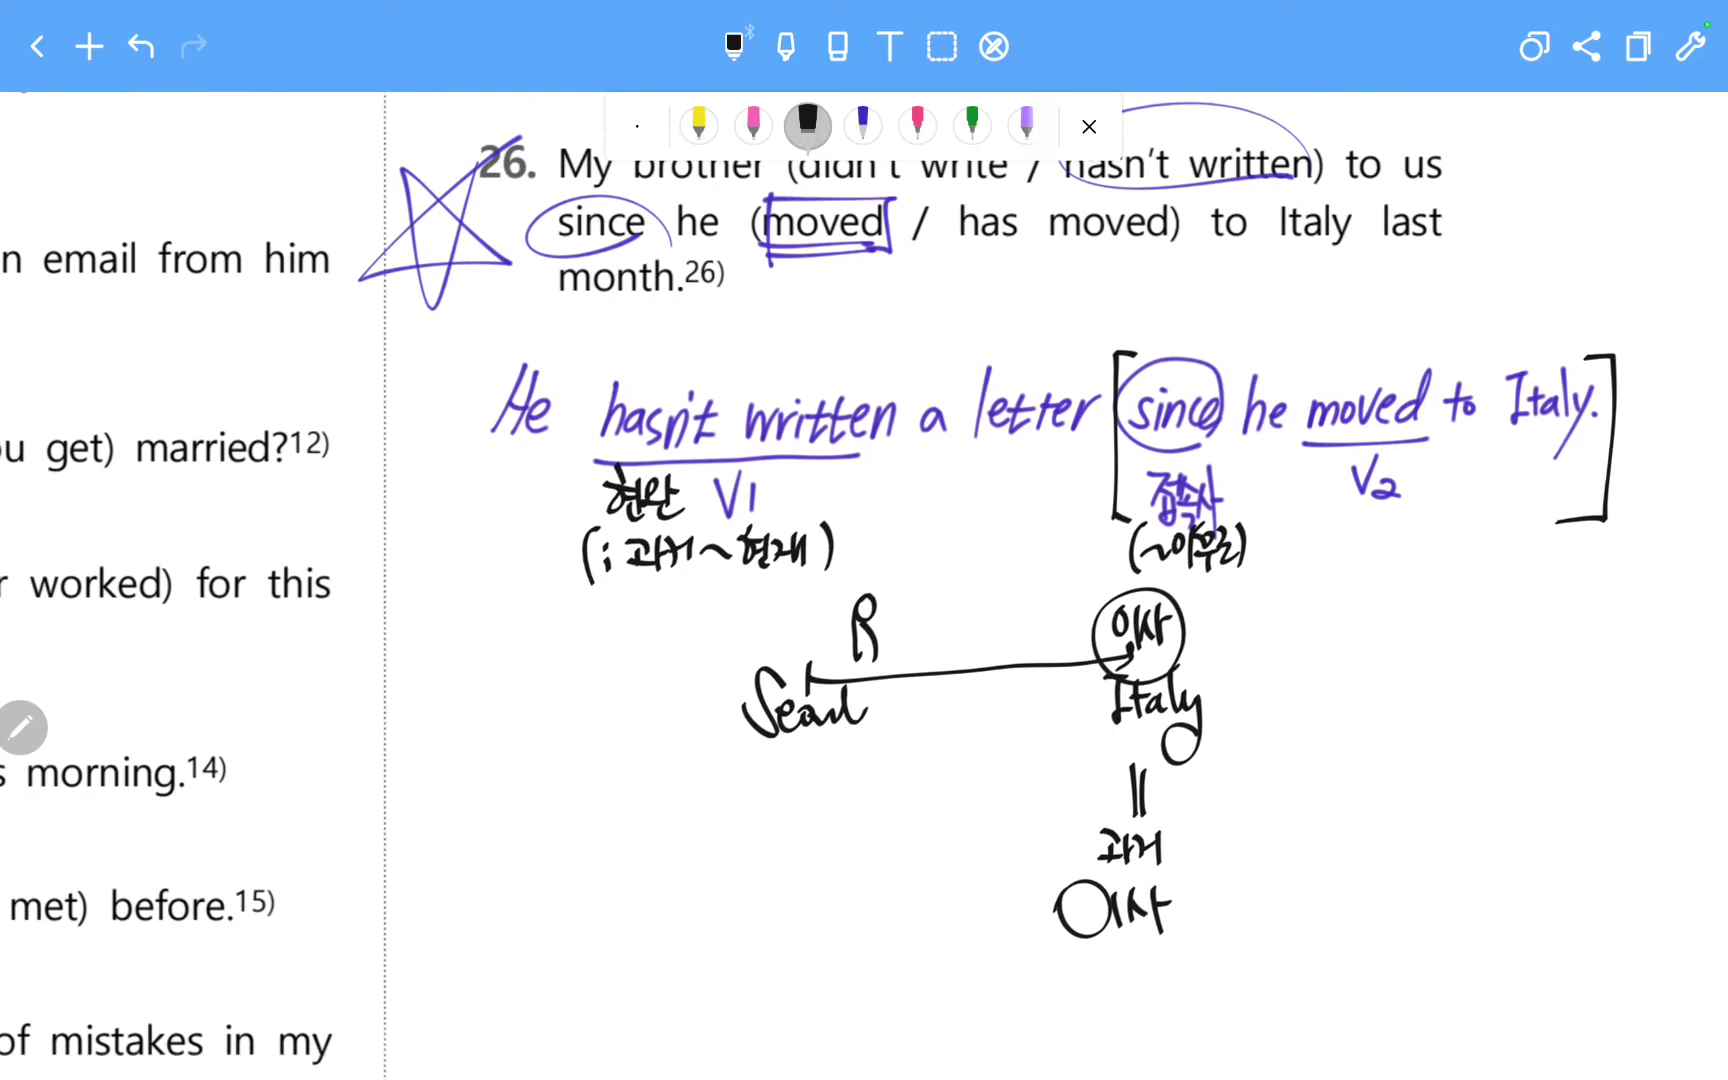 26. My brother (didn't write / hasn't written) to us
since he (moved / has moved) to Italy last
month.26)
n email from him
ou get) married?12)
r worked) for this
s morning.14)
met) before.15)
of mistakes in my
He hasn't written a letter [since he moved to Italy.]
현완 V1
접속사
V2
(: 과거~현재)
(~이후로)
이사
Seoul
Italy
||
과거
이사